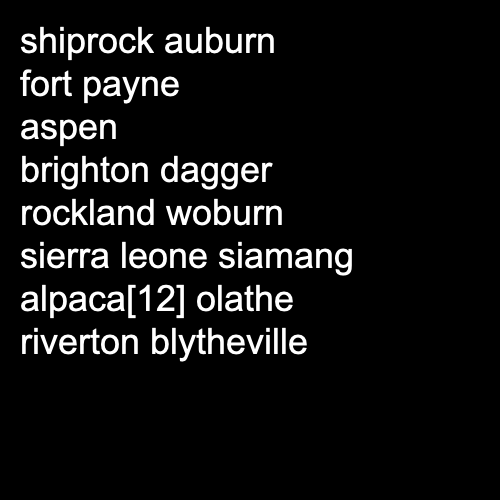 shiprock auburn
fort payne
aspen
brighton dagger
rockland woburn
sierra leone siamang
alpaca[12] olathe
riverton blytheville